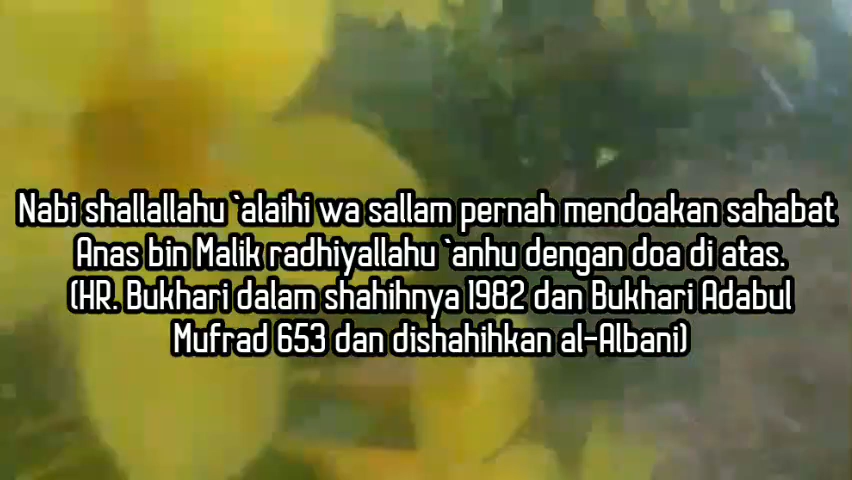 Nabi shallallahu `alaihi wa sallam pernah mendoakan sahabat
Anas bin Malik radhiyallahu `anhu dengan doa di atas.
(HR. Bukhari dalam shahihnya 1982 dan Bukhari Adabul
Mufrad 653 dan dishahihkan al-Albani)